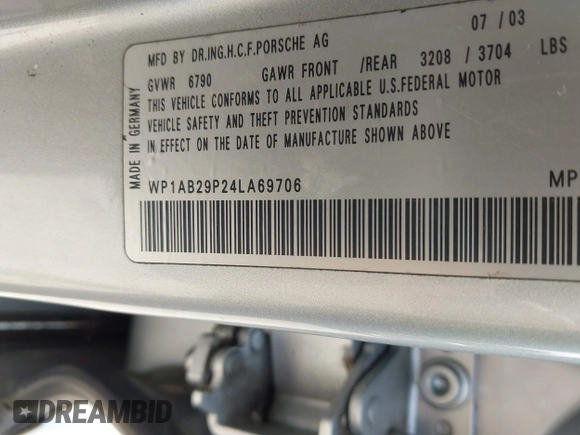 07 / 03
MFD BY DR.ING.H.C.F.PORSCHE AG
GVWR 6790 GAWR FRONT /REAR 3208 / 3704 LBS
THIS VEHICLE CONFORMS TO ALL APPLICABLE U.S.FEDERAL MOTOR
VEHICLE SAFETY AND THEFT PREVENTION STANDARDS
IN EFFECT ON THE DATE OF MANUFACTURE SHOWN ABOVE
MADE IN GERMANY
WP1AB29P24LA69706 MP
DREAMBID